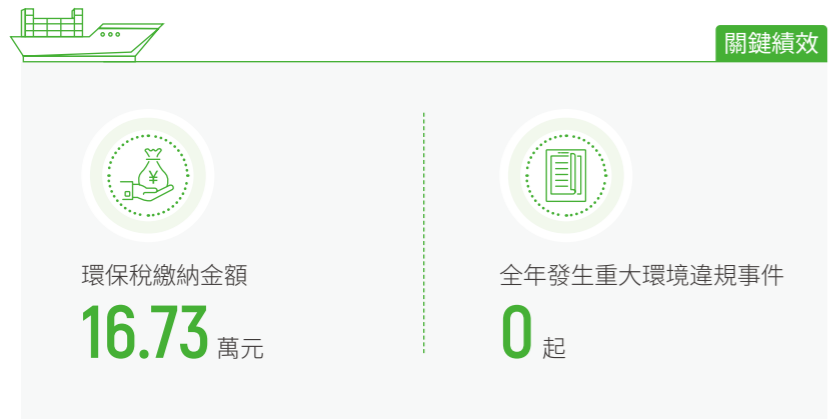 關鍵績效
¥
環保稅繳納金額
16.73 萬元
全年發生重大環境違規事件
0 起